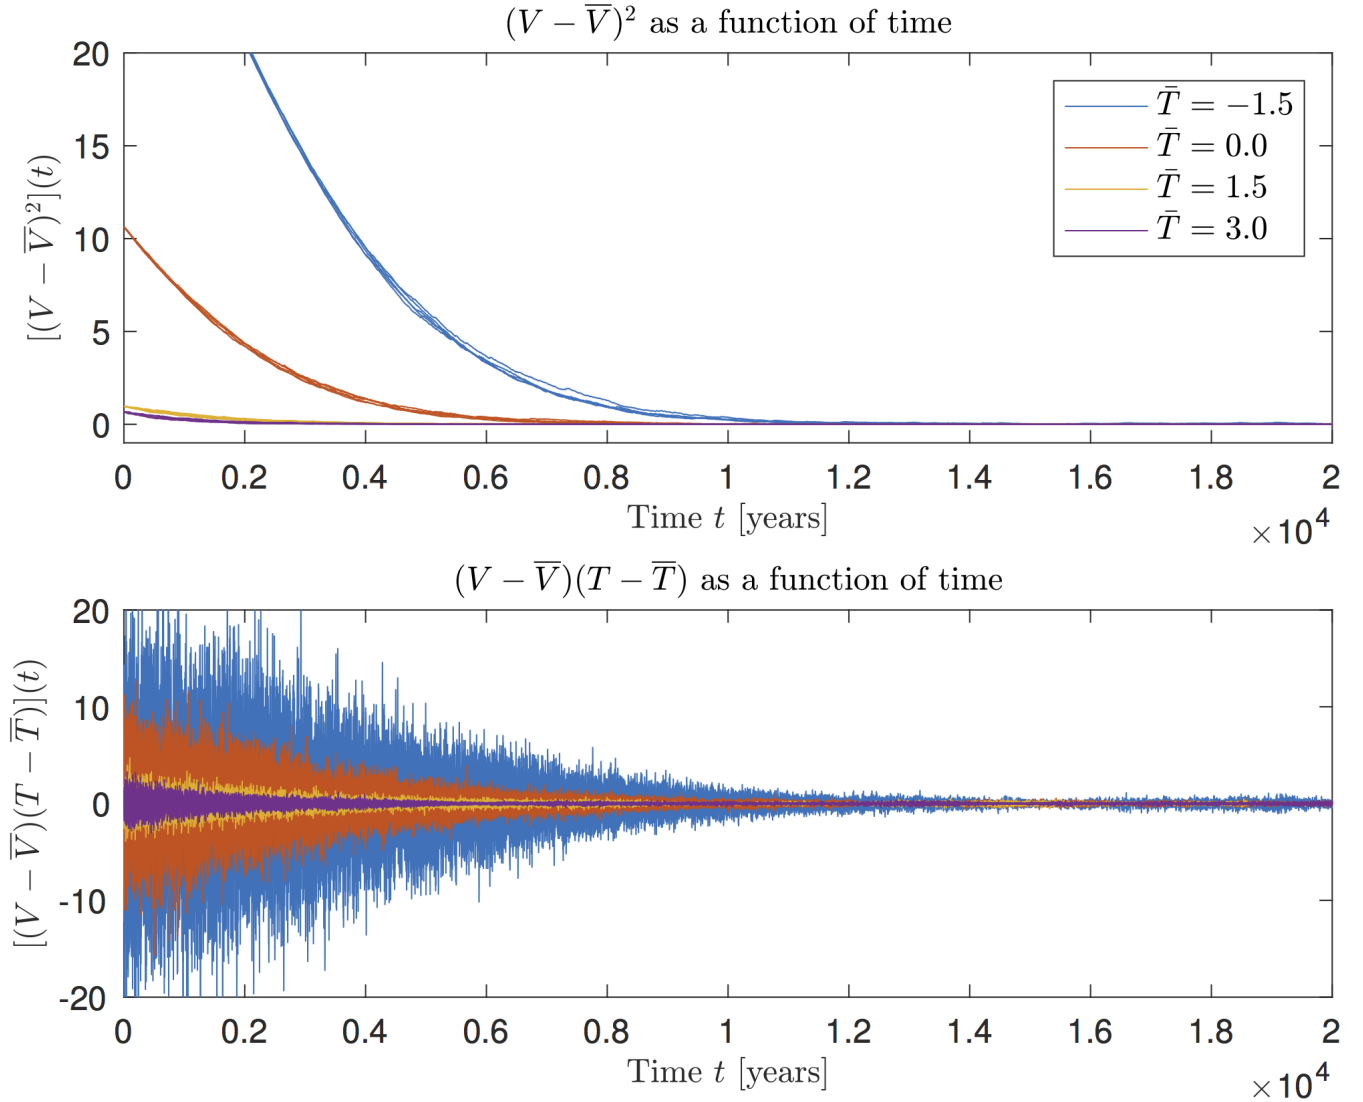 (V − V̅)² as a function of time
[(V − V̅)²](t)
20
15
10
5
0
T̄ = −1.5
T̄ = 0.0
T̄ = 1.5
T̄ = 3.0
0 0.2 0.4 0.6 0.8 1 1.2 1.4 1.6 1.8 2
Time t [years]
×10⁴
(V − V̅)(T − T̅) as a function of time
[(V − V̅)(T − T̅)](t)
20
10
0
-10
-20
0 0.2 0.4 0.6 0.8 1 1.2 1.4 1.6 1.8 2
Time t [years]
×10⁴